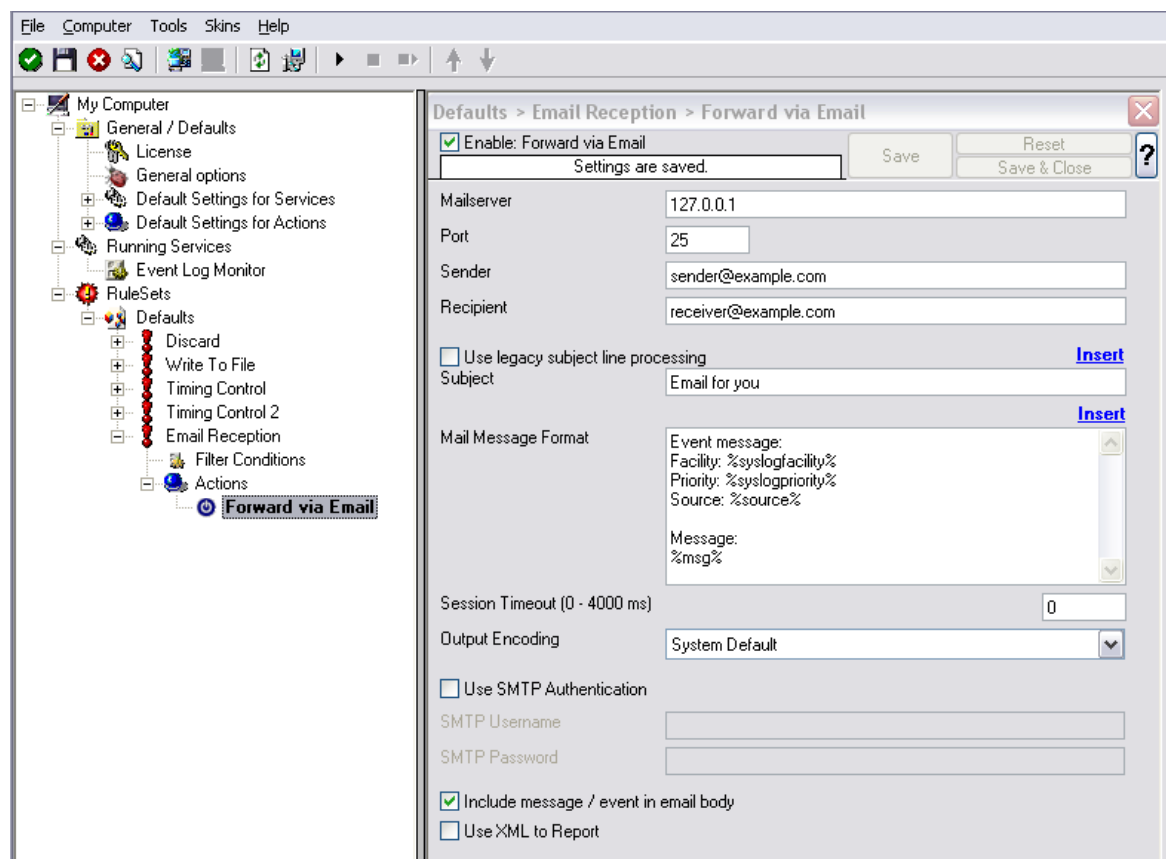 File Computer Tools Skins Help
My Computer
General / Defaults
License
General options
Default Settings for Services
Default Settings for Actions
Running Services
Event Log Monitor
RuleSets
Defaults
Discard
Write To File
Timing Control
Timing Control 2
Email Reception
Filter Conditions
Actions
Forward via Email
Defaults > Email Reception > Forward via Email
Enable: Forward via Email
Settings are saved.
Save
Reset
Save & Close
?
Mailserver 127.0.0.1
Port 25
Sender sender@example.com
Recipient receiver@example.com
Use legacy subject line processing Insert
Subject Email for you
Insert
Mail Message Format
Event message:
Facility: %syslogfacility%
Priority: %syslogpriority%
Source: %source%
Message:
%msg%
Session Timeout (0 - 4000 ms) 0
Output Encoding System Default
Use SMTP Authentication
SMTP Username
SMTP Password
Include message / event in email body
Use XML to Report